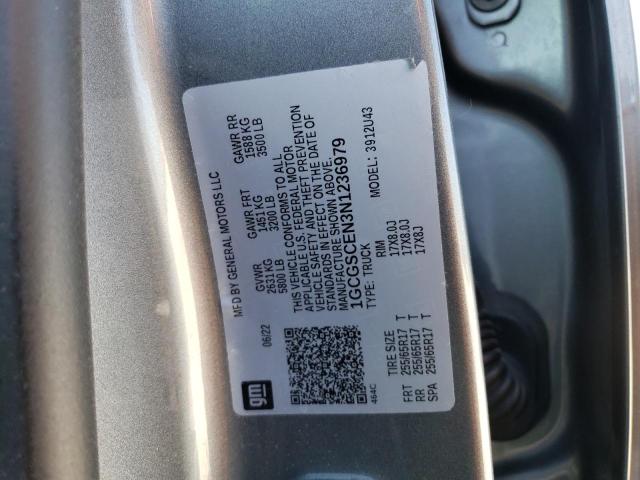 MFD BY GENERAL MOTORS LLC
06/22
GVWR GAWR FRT GAWR RR
2631 KG 1451 KG 1588 KG
5800 LB 3200 LB 3500 LB
THIS VEHICLE CONFORMS TO ALL
APPLICABLE U.S. FEDERAL MOTOR
VEHICLE SAFETY AND THEFT PREVENTION
STANDARDS IN EFFECT ON THE DATE OF
MANUFACTURE SHOWN ABOVE.
1GCGSCEN3N1236979
TYPE: TRUCK MODEL: 3912U43
TIRE SIZE RIM
FRT 255/65R17 T 17X8.0J
RR 255/65R17 T 17X8.0J
SPA 255/65R17 T 17X8J
gm
464C